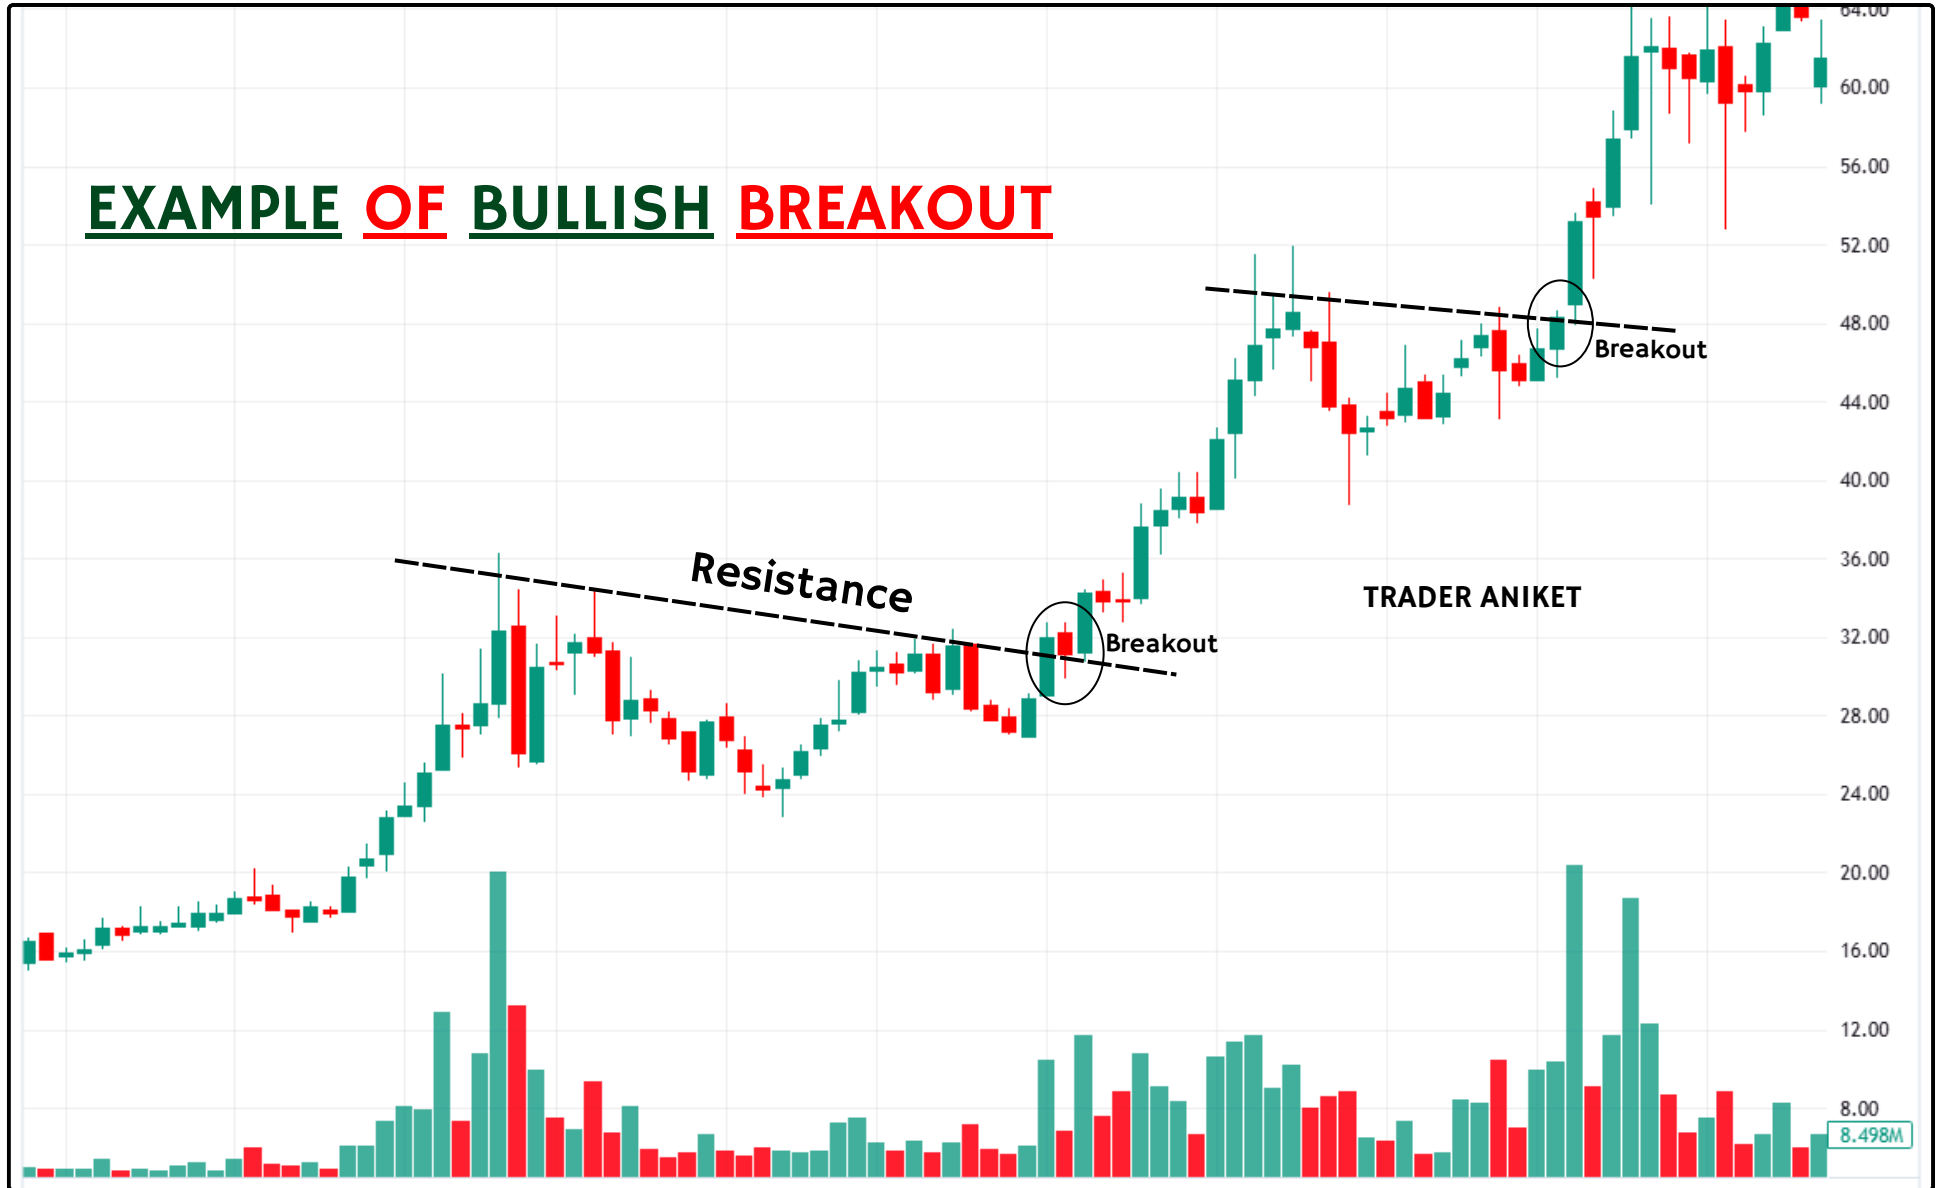 64.00
60.00
56.00
EXAMPLE OF BULLISH BREAKOUT
52.00
48.00
Breakout
44.00
40.00
36.00
Resistance
TRADER ANIKET
32.00
Breakout
28.00
24.00
20.00
16.00
12.00
8.00
8.498M